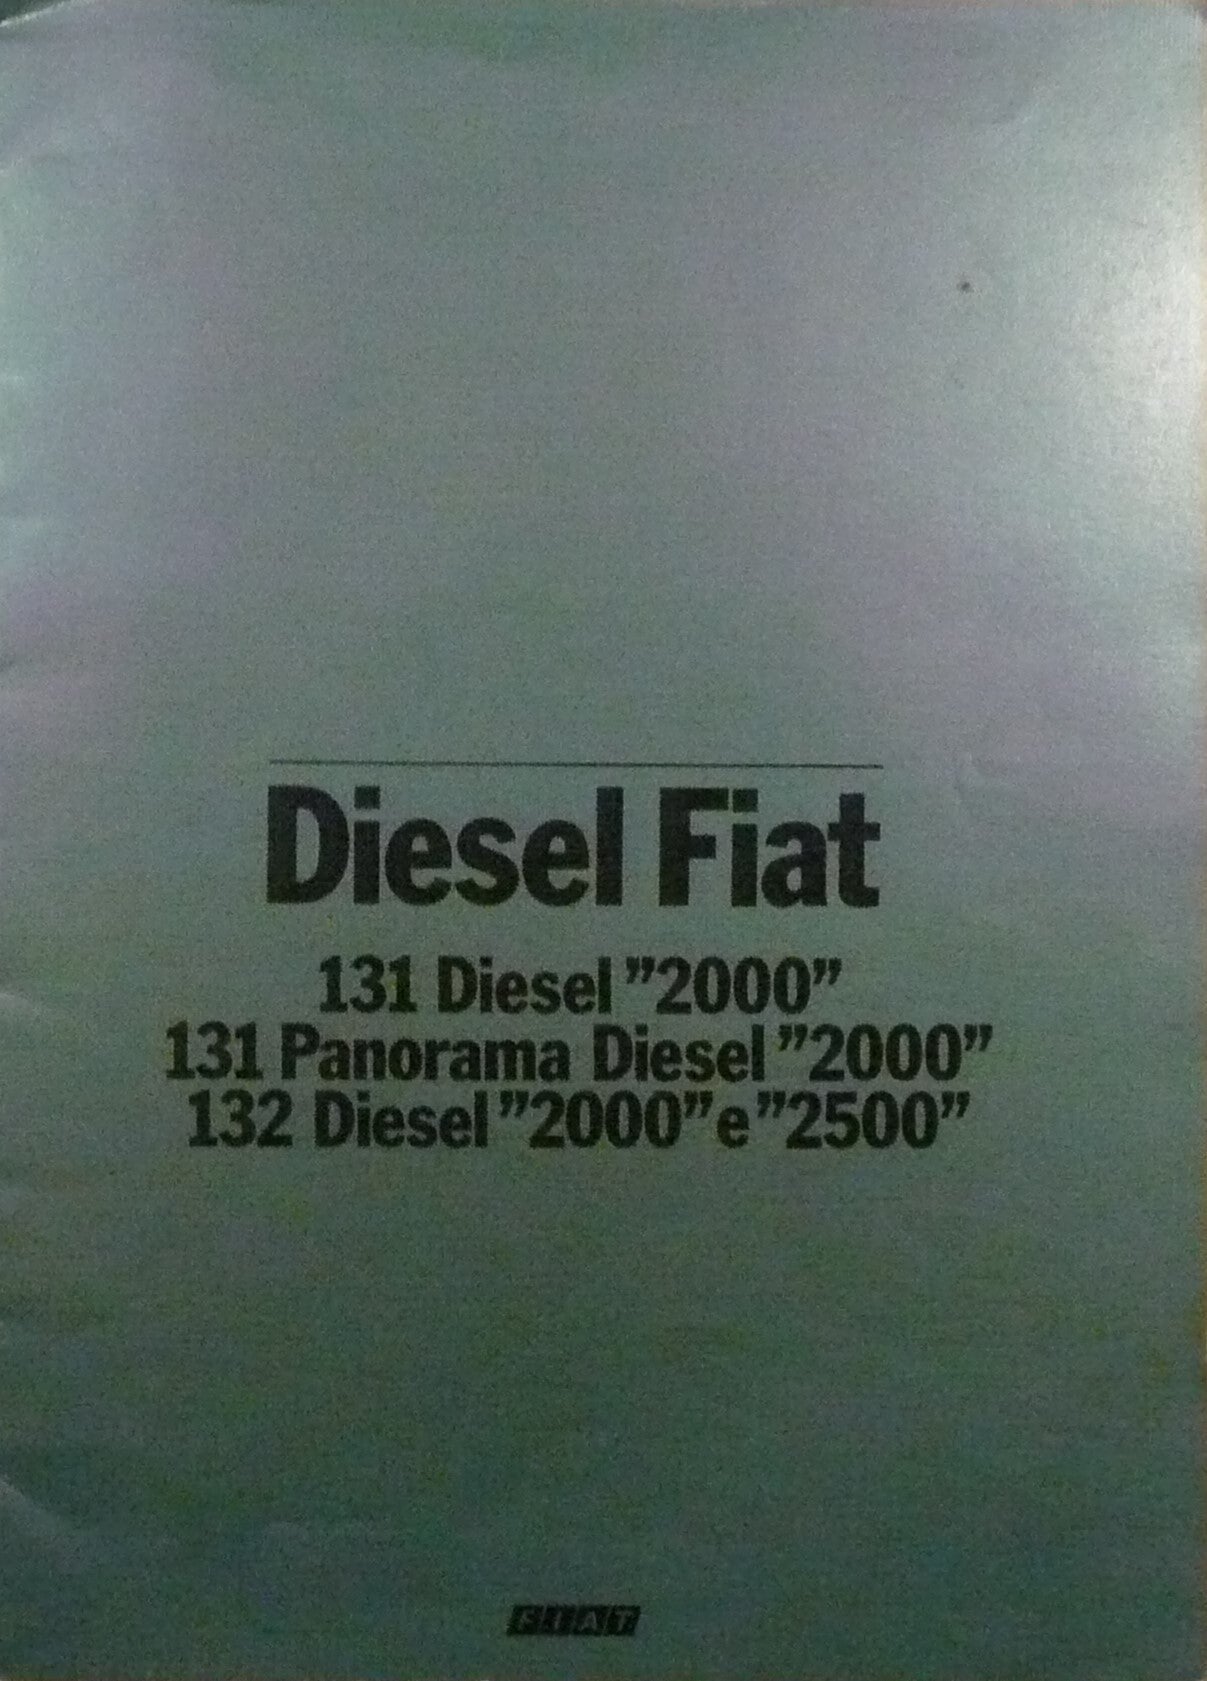 Diesel Fiat
131 Diesel "2000"
131 Panorama Diesel "2000"
132 Diesel "2000" e "2500"
FIAT